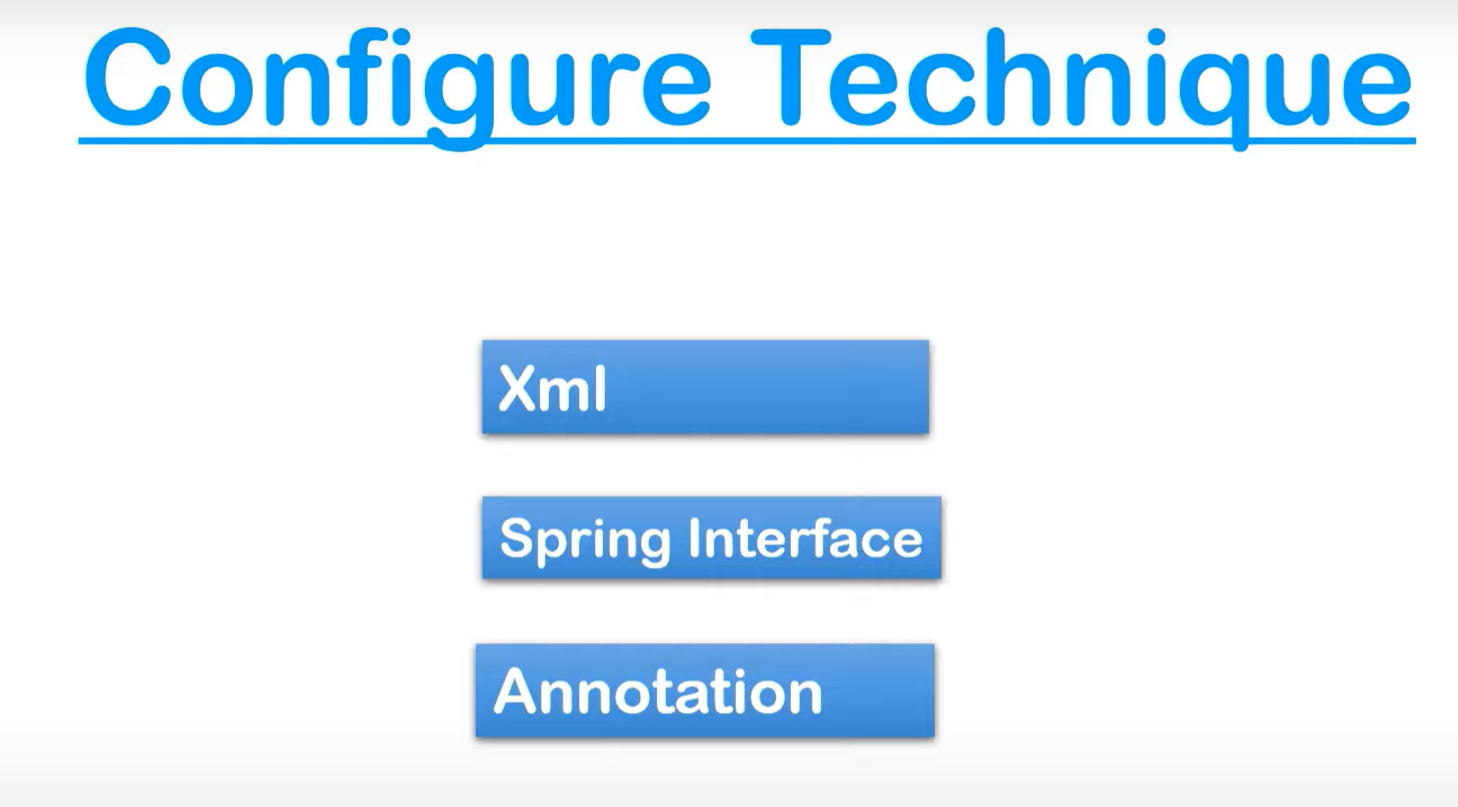 Configure Technique
Xml
Spring Interface
Annotation